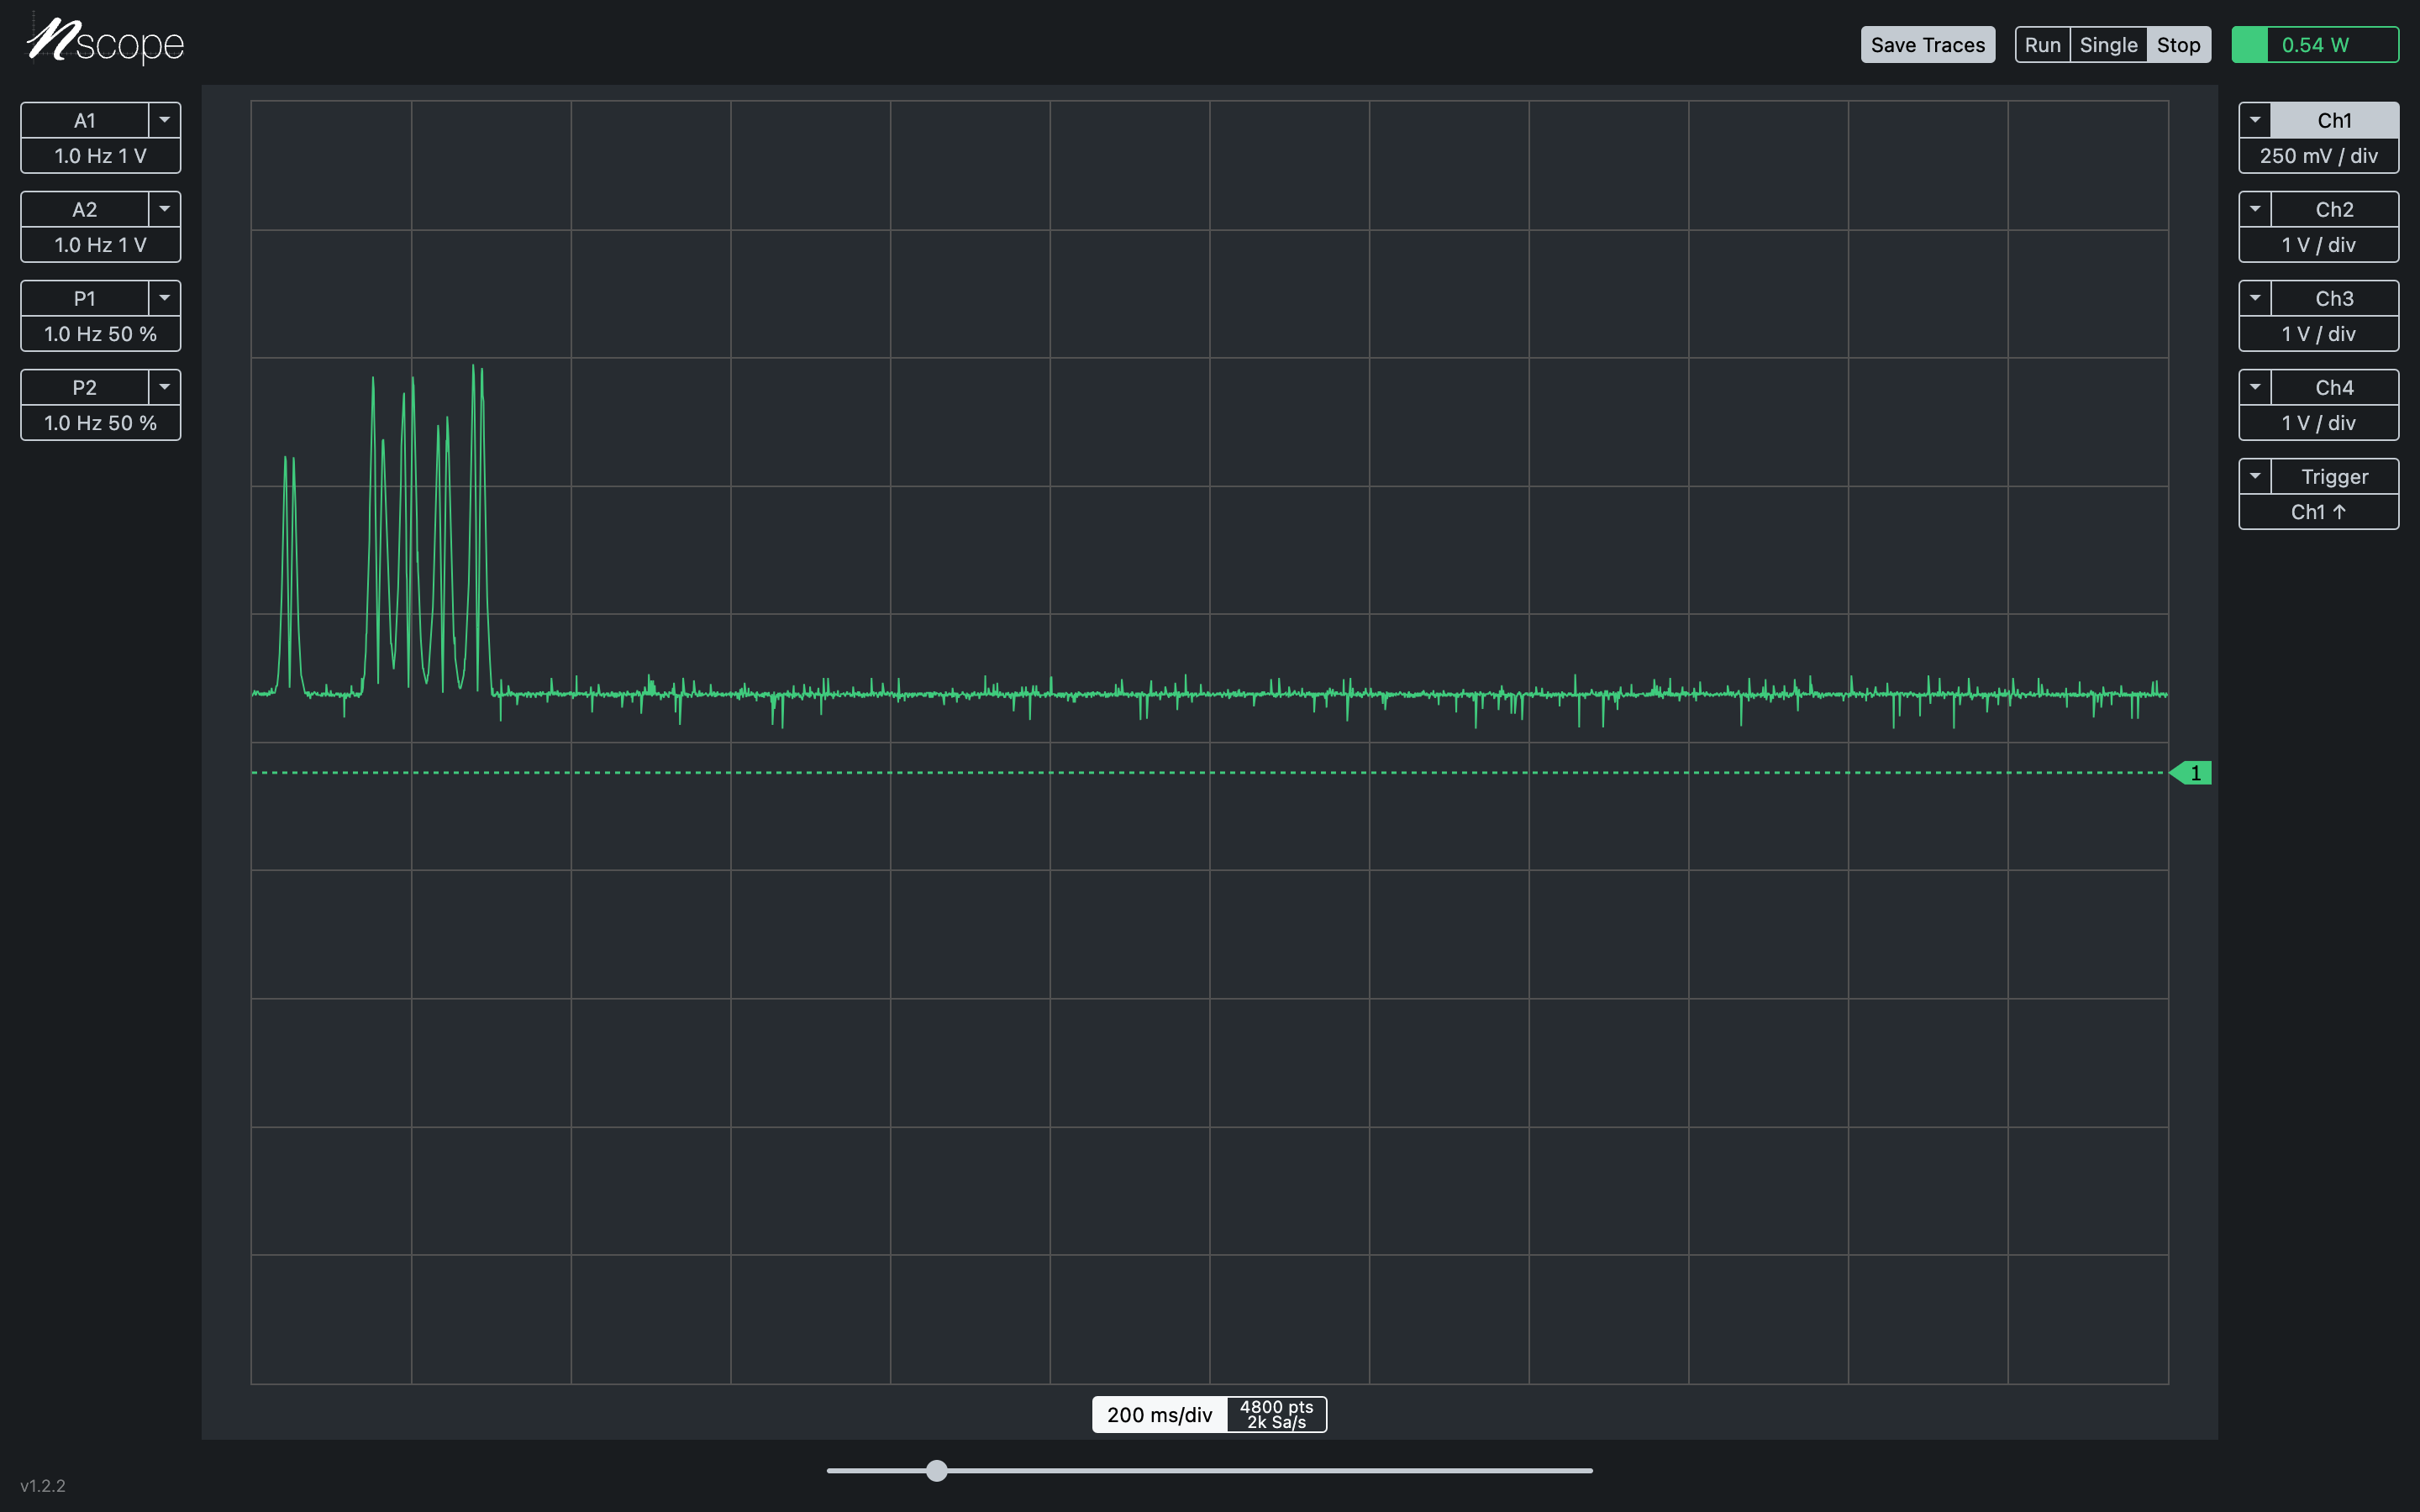 nscope
Save Traces
Run Single Stop
0.54 W
A1
1.0 Hz 1 V
A2
1.0 Hz 1 V
P1
1.0 Hz 50 %
P2
1.0 Hz 50 %
Ch1
250 mV / div
Ch2
1 V / div
Ch3
1 V / div
Ch4
1 V / div
Trigger
Ch1 ↑
1
200 ms/div
4800 pts
2k Sa/s
v1.2.2